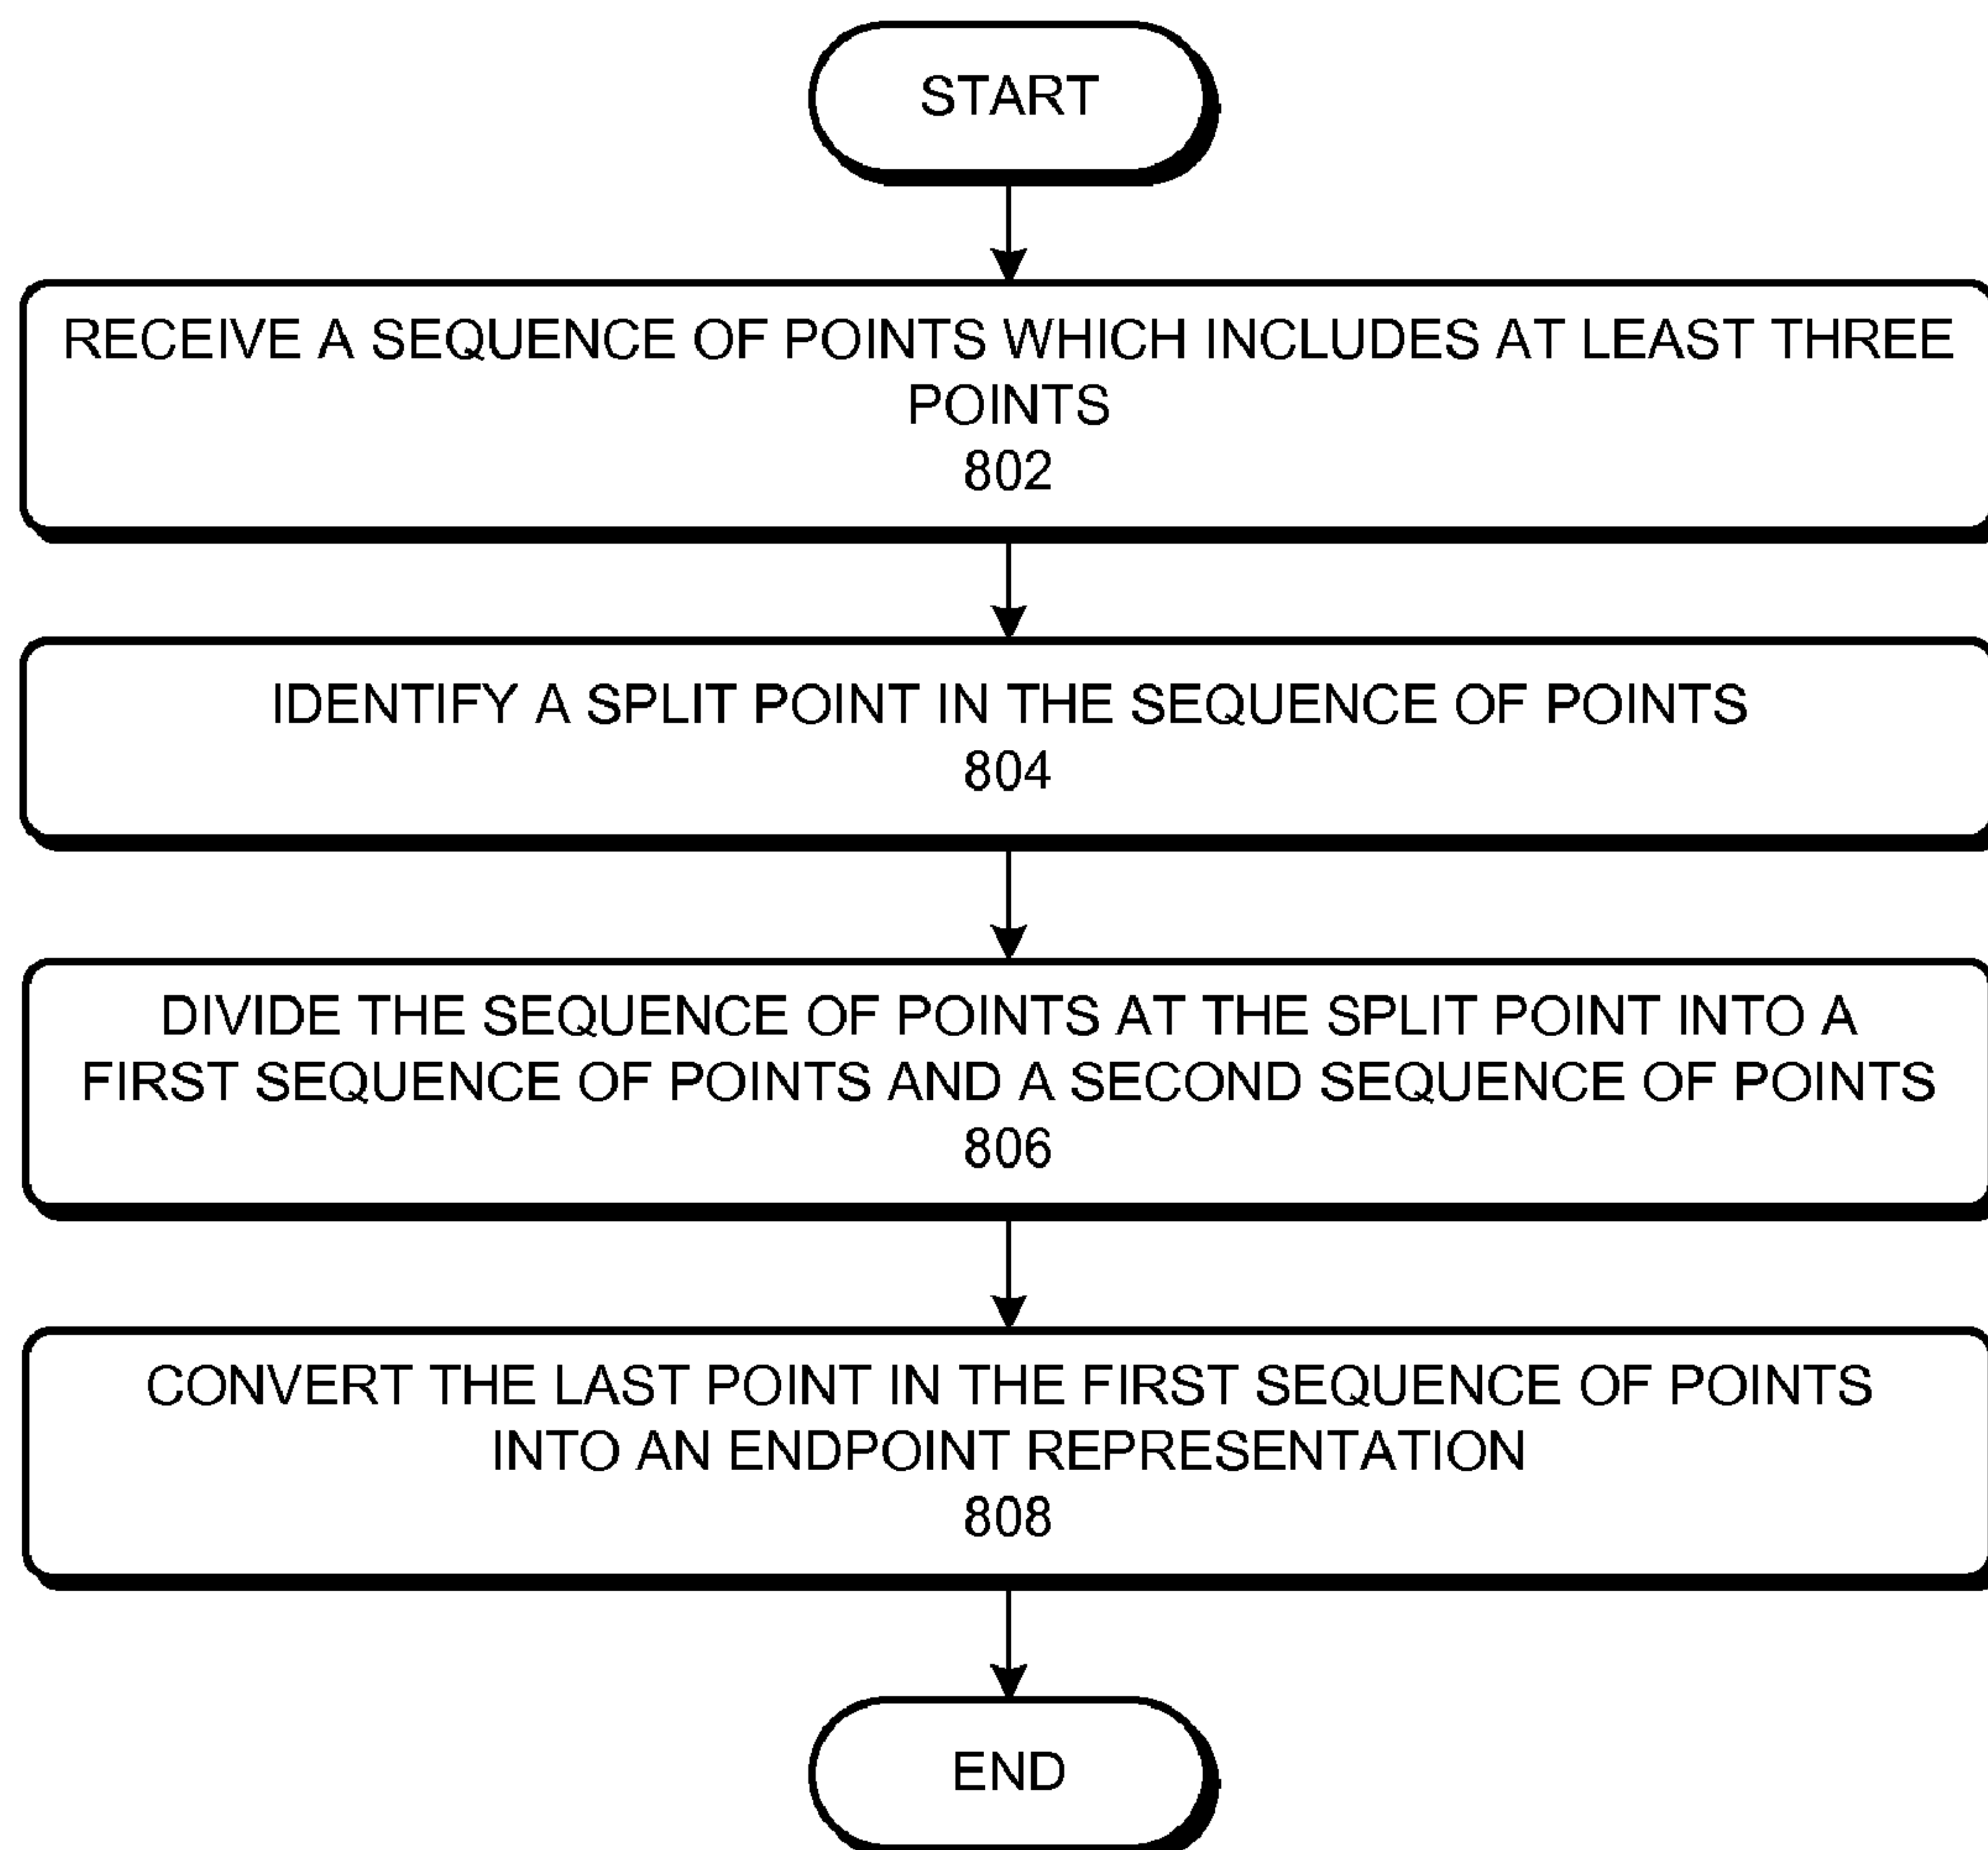 START
RECEIVE A SEQUENCE OF POINTS WHICH INCLUDES AT LEAST THREE
POINTS
802
IDENTIFY A SPLIT POINT IN THE SEQUENCE OF POINTS
804
DIVIDE THE SEQUENCE OF POINTS AT THE SPLIT POINT INTO A
FIRST SEQUENCE OF POINTS AND A SECOND SEQUENCE OF POINTS
806
CONVERT THE LAST POINT IN THE FIRST SEQUENCE OF POINTS
INTO AN ENDPOINT REPRESENTATION
808
END